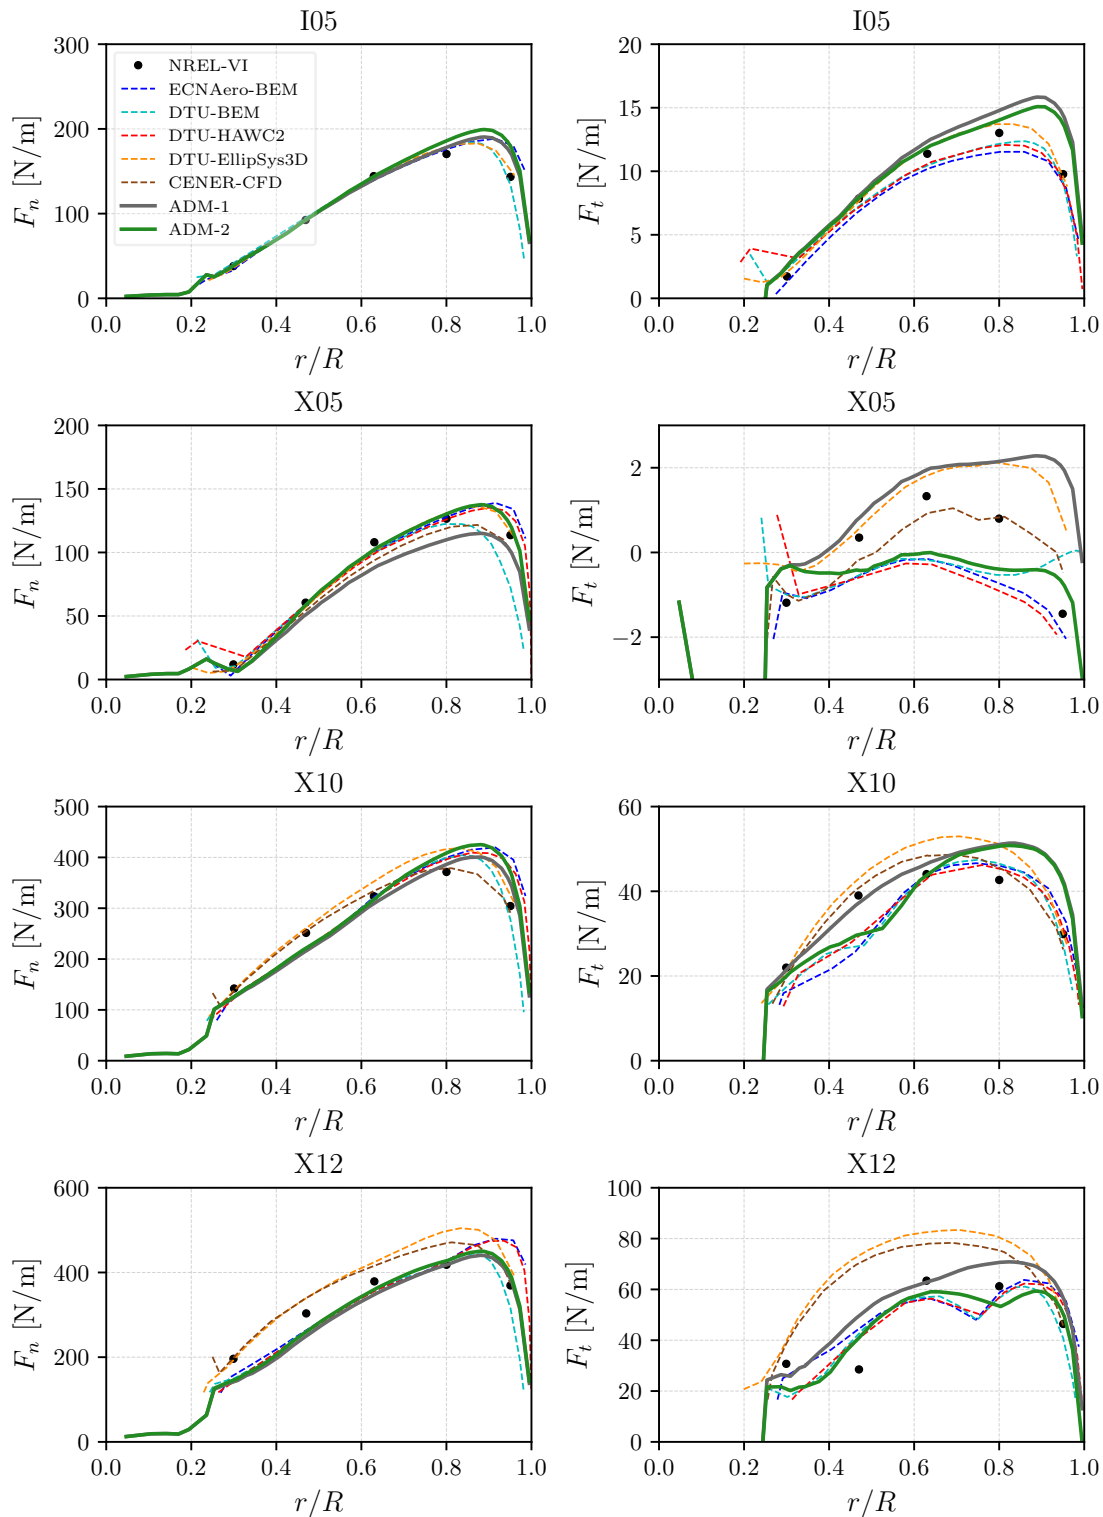 I05
I05
300
200
100
0
F_n [N/m]
NREL-VI
ECNAero-BEM
DTU-BEM
DTU-HAWC2
DTU-EllipSys3D
CENER-CFD
ADM-1
ADM-2
0.0 0.2 0.4 0.6 0.8 1.0
r/R
20
15
10
5
0
F_t [N/m]
0.0 0.2 0.4 0.6 0.8 1.0
r/R
X05
X05
200
150
100
50
0
F_n [N/m]
0.0 0.2 0.4 0.6 0.8 1.0
r/R
2
0
−2
F_t [N/m]
0.0 0.2 0.4 0.6 0.8 1.0
r/R
X10
X10
500
400
300
200
100
0
F_n [N/m]
0.0 0.2 0.4 0.6 0.8 1.0
r/R
60
40
20
0
F_t [N/m]
0.0 0.2 0.4 0.6 0.8 1.0
r/R
X12
X12
600
400
200
0
F_n [N/m]
0.0 0.2 0.4 0.6 0.8 1.0
r/R
100
80
60
40
20
0
F_t [N/m]
0.0 0.2 0.4 0.6 0.8 1.0
r/R